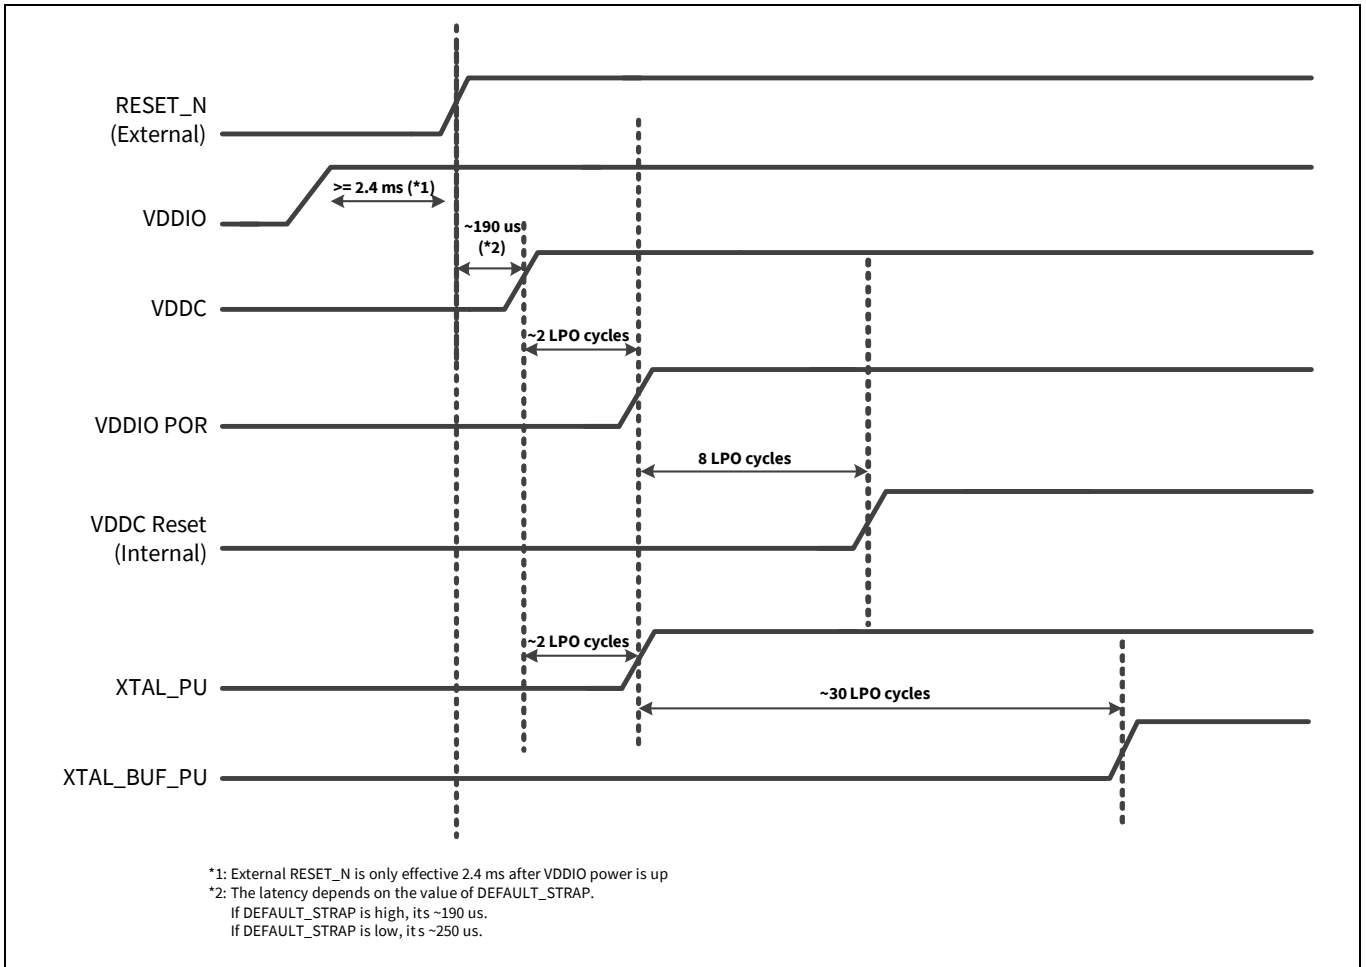 RESET_N
(External)
>= 2.4 ms (*1)
VDDIO
~190 us
(*2)
VDDC
~2 LPO cycles
VDDIO POR
8 LPO cycles
VDDC Reset
(Internal)
~2 LPO cycles
XTAL_PU
~30 LPO cycles
XTAL_BUF_PU
*1: External RESET_N is only effective 2.4 ms after VDDIO power is up
*2: The latency depends on the value of DEFAULT_STRAP.
If DEFAULT_STRAP is high, its ~190 us.
If DEFAULT_STRAP is low, its ~250 us.